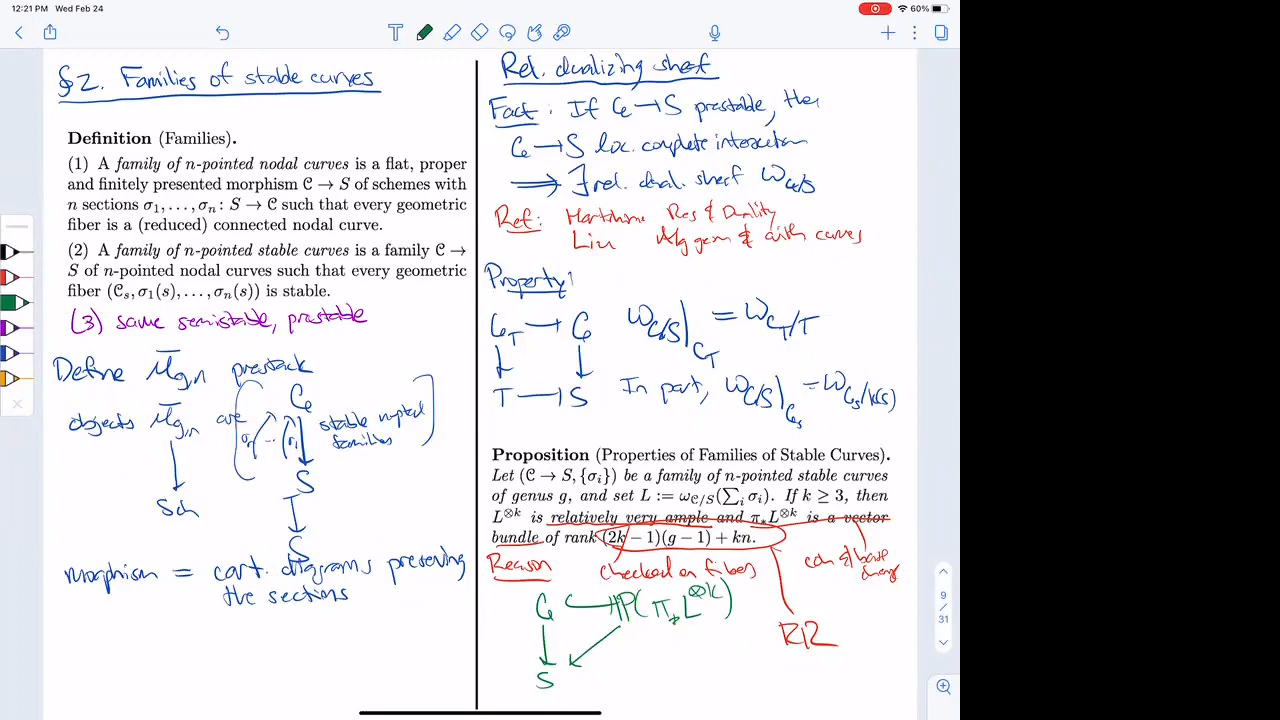 12:21 PM Wed Feb 24
60%
§2. Families of stable curves
Definition (Families).
(1) A family of n-pointed nodal curves is a flat, proper
and finitely presented morphism 𝒞 → S of schemes with
n sections σ₁, . . . , σₙ : S → 𝒞 such that every geometric
fiber is a (reduced) connected nodal curve.
(2) A family of n-pointed stable curves is a family 𝒞 →
S of n-pointed nodal curves such that every geometric
fiber (𝒞ₛ, σ₁(s), . . . , σₙ(s)) is stable.
(3) same semistable, prestable
Define M̄g,n prestack
objects M̄g,n are ( 𝒞 stable n-pted
families )
σn ... σ1
S
Sch
S
morphism = cart. diagrams preserving
the sections
Rel. dualizing sheaf
Fact: If 𝒞 → S prestable, the
𝒞 → S loc. complete intersection
⟹ ∃ rel. dual. sheaf ω𝒞/S
Ref: Hartshorne Res & Duality
Liu Alg geom & arith curves
Property:
𝒞T → 𝒞 ω𝒞/S|𝒞T = ω𝒞T/T
T → S In part, ω𝒞/S|𝒞s = ω𝒞s/k(s)
Proposition (Properties of Families of Stable Curves).
Let (𝒞 → S, {σᵢ}) be a family of n-pointed stable curves
of genus g, and set L := ω𝒞/S(∑ᵢ σᵢ). If k ≥ 3, then
L⊗k is relatively very ample and π∗L⊗k is a vector
bundle of rank (2k − 1)(g − 1) + kn.
Reason checked on fibers coh & base
change
𝒞 ↪ ℙ(π∗L⊗k)
RR
S
9
/
31